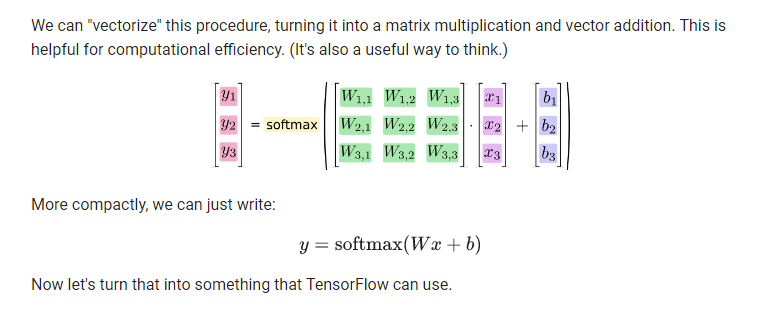 We can "vectorize" this procedure, turning it into a matrix multiplication and vector addition. This is
helpful for computational efficiency. (It's also a useful way to think.)
y1 W1,1 W1,2 W1,3 x1 b1
y2 = softmax W2,1 W2,2 W2,3 · x2 + b2
y3 W3,1 W3,2 W3,3 x3 b3
More compactly, we can just write:
y = softmax(Wx + b)
Now let's turn that into something that TensorFlow can use.